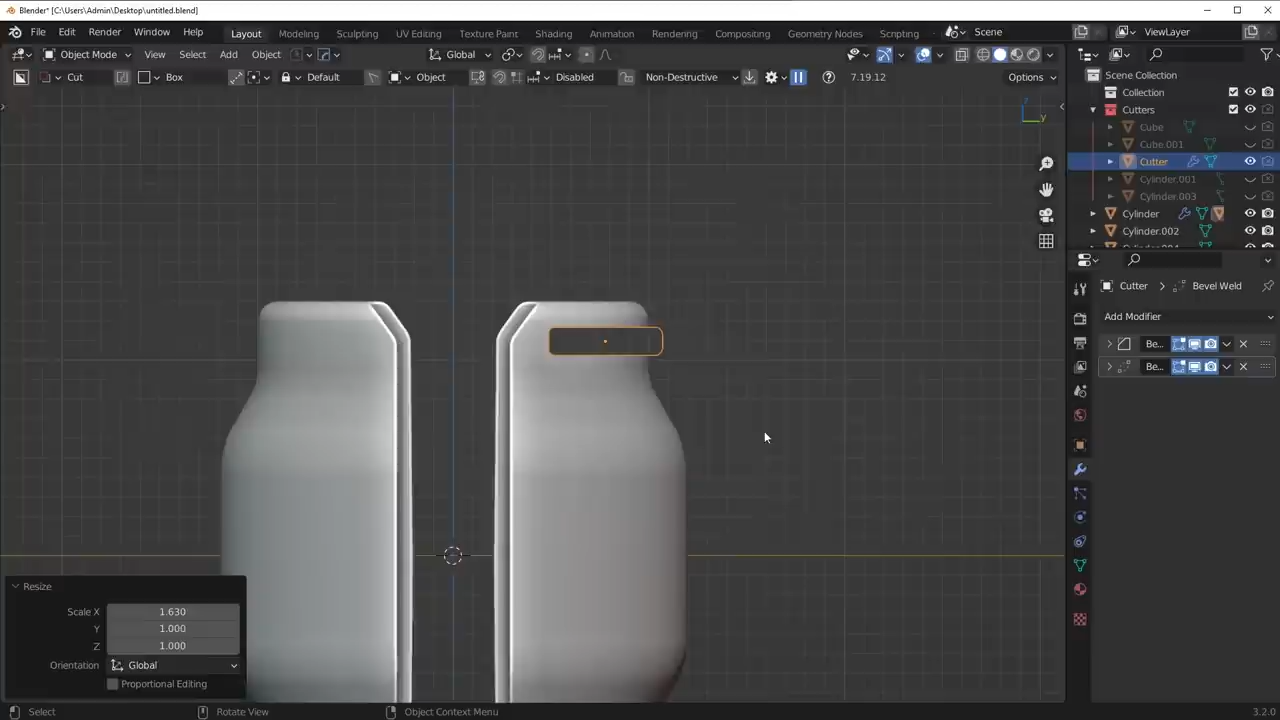 Blender* [C:\Users\Admin\Desktop\untitled.blend]
File Edit Render Window Help Layout Modeling Sculpting UV Editing Texture Paint Shading Animation Rendering Compositing Geometry Nodes Scripting Scene ViewLayer
Object Mode View Select Add Object Global
Cut Box Default Object Disabled Non-Destructive 7.19.12 Options
Scene Collection
Collection
Cutters
Cube
Cube.001
Cutter
Cylinder.001
Cylinder.003
Cylinder
Cylinder.002
z
y
Cutter Bevel Weld
Add Modifier
Be...
Be...
Resize
Scale X 1.630
Y 1.000
Z 1.000
Orientation Global
Proportional Editing
Select Rotate View Object Context Menu 3.2.0